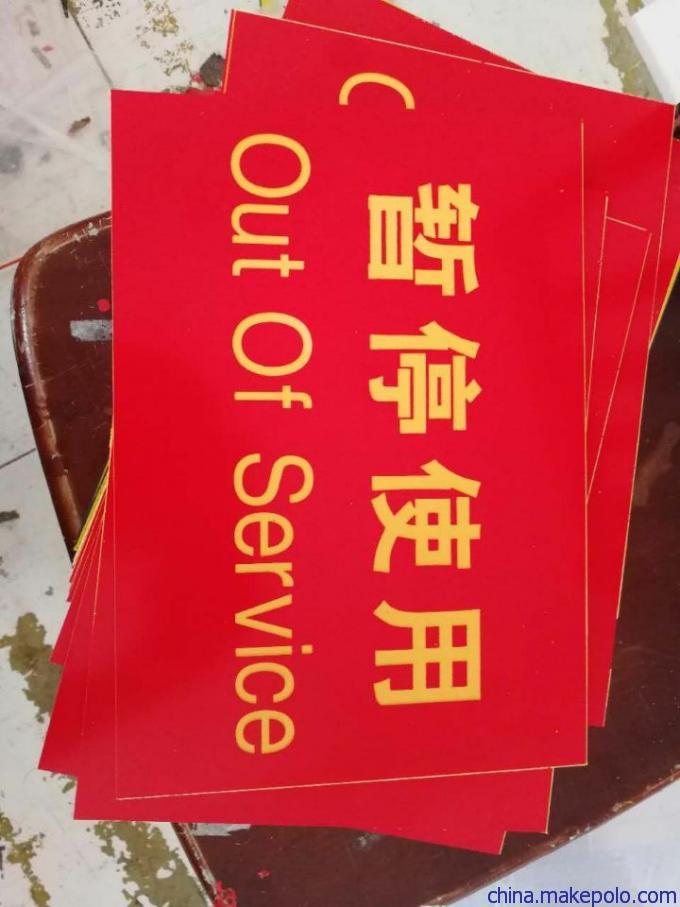 暂停使用
Out Of Service
china.makepolo.com